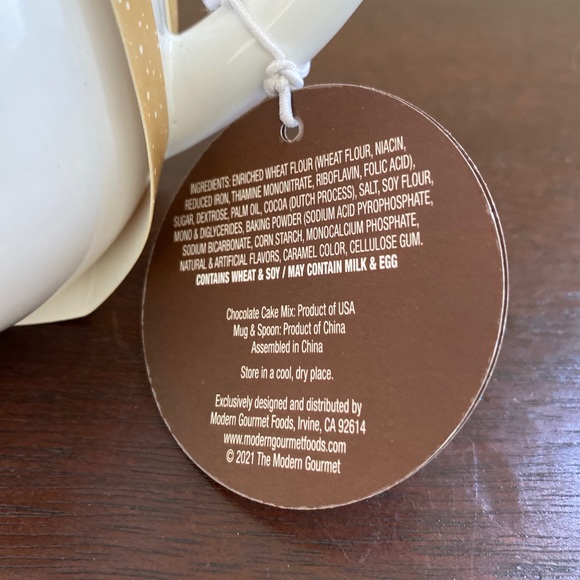 INGREDIENTS: ENRICHED WHEAT FLOUR (WHEAT FLOUR, NIACIN,
REDUCED IRON, THIAMINE MONONITRATE, RIBOFLAVIN, FOLIC ACID),
SUGAR, DEXTROSE, PALM OIL, COCOA (DUTCH PROCESS), SALT, SOY FLOUR,
MONO & DIGLYCERIDES, BAKING POWDER (SODIUM ACID PYROPHOSPHATE,
SODIUM BICARBONATE, CORN STARCH, MONOCALCIUM PHOSPHATE,
NATURAL & ARTIFICIAL FLAVORS, CARAMEL COLOR, CELLULOSE GUM.
CONTAINS WHEAT & SOY / MAY CONTAIN MILK & EGG
Chocolate Cake Mix: Product of USA
Mug & Spoon: Product of China
Assembled in China
Store in a cool, dry place.
Exclusively designed and distributed by
Modern Gourmet Foods, Irvine, CA 92614
www.moderngourmetfoods.com
© 2021 The Modern Gourmet